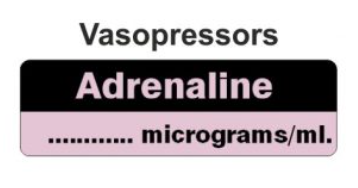 Vasopressors
Adrenaline
............ micrograms/ml.